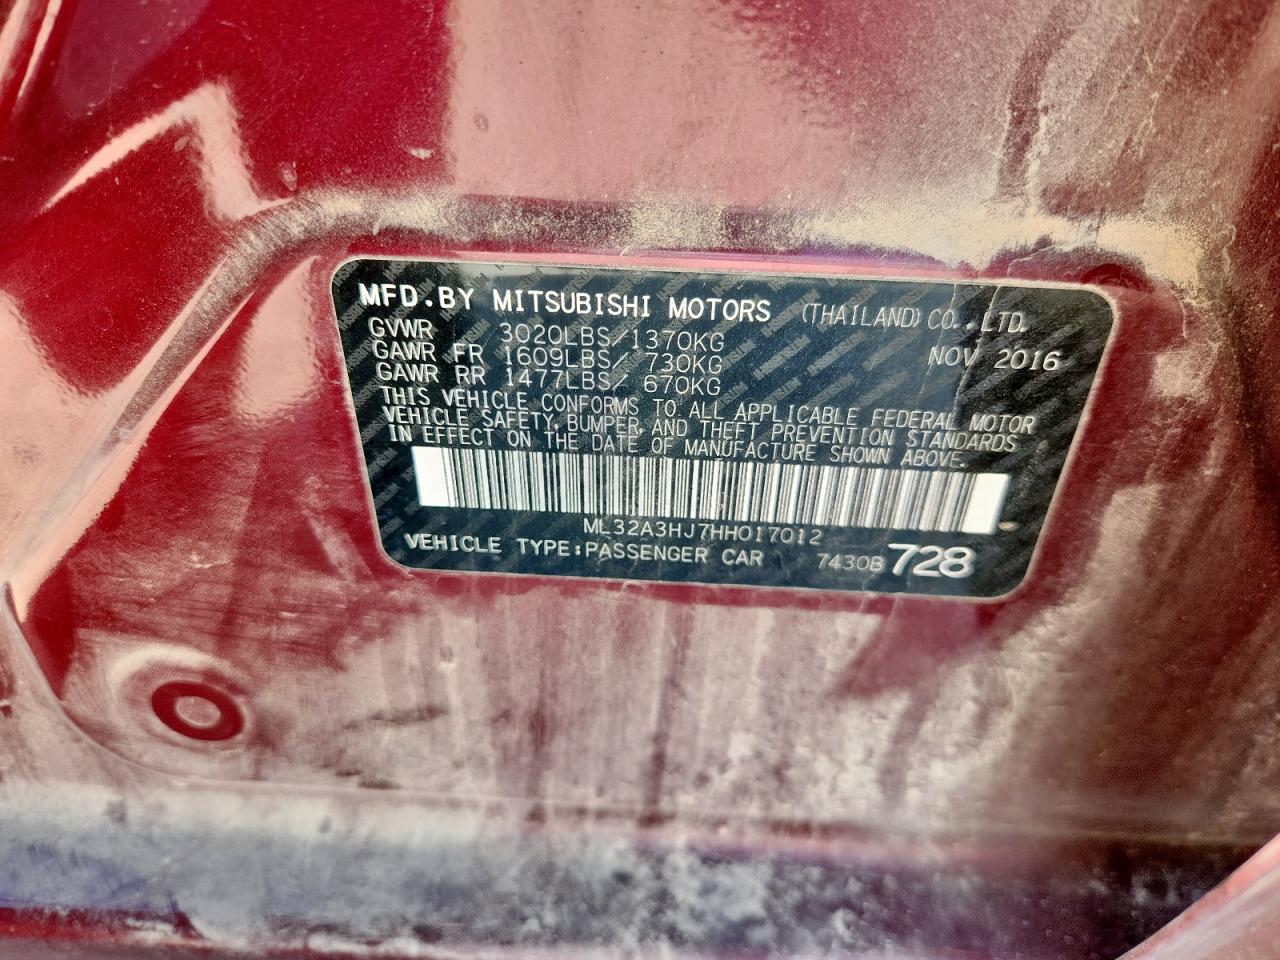 MFD.BY MITSUBISHI MOTORS (THAILAND) CO.,LTD.
GVWR 3020LBS/1370KG NOV 2016
GAWR FR 1609LBS/ 730KG
GAWR RR 1477LBS/ 670KG
THIS VEHICLE CONFORMS TO ALL APPLICABLE FEDERAL MOTOR
VEHICLE SAFETY, BUMPER, AND THEFT PREVENTION STANDARDS
IN EFFECT ON THE DATE OF MANUFACTURE SHOWN ABOVE.
ML32A3HJ7HH017012
VEHICLE TYPE:PASSENGER CAR 7430B 728